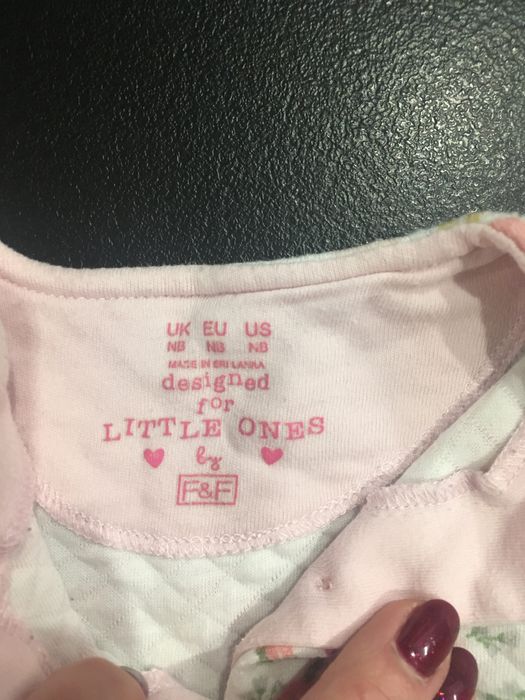 UK EU US
NB NB NB
MADE IN SRI LANKA
designed
for
LITTLE ONES
by
F&F